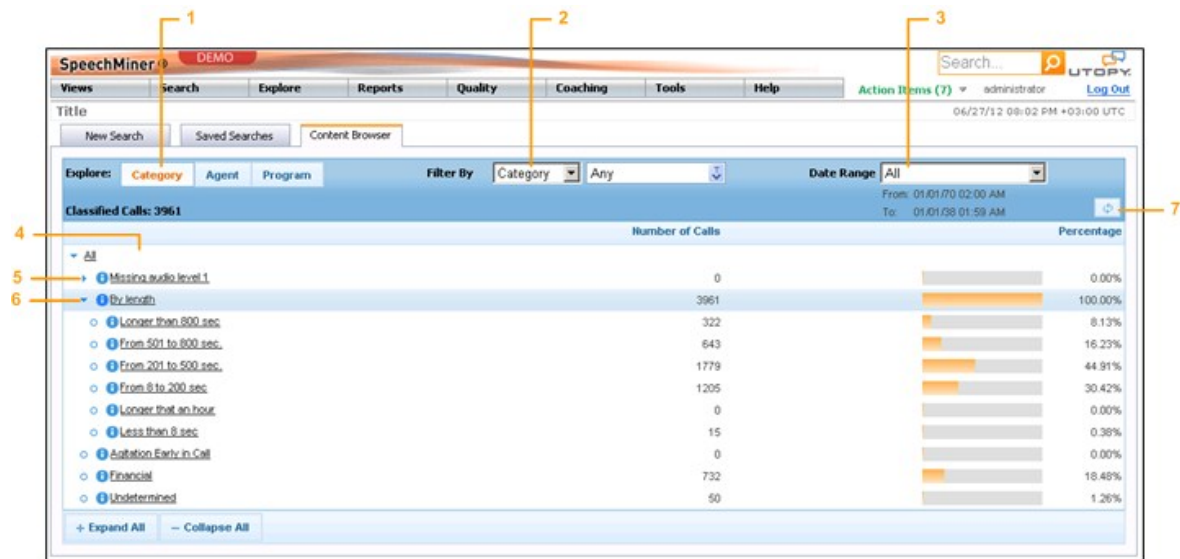 1 2 3
SpeechMiner® DEMO Search... UTOPY.
Views Search Explore Reports Quality Coaching Tools Help Action Items (7) administrator Log Out
Title 06/27/12 08:02 PM +03:00 UTC
New Search Saved Searches Content Browser
Explore: Category Agent Program Filter By Category Any Date Range All
From: 01/01/70 02:00 AM
Classified Calls: 3961 To: 01/01/38 01:59 AM 7
Number of Calls Percentage
4 All
5 Missing audio level 1 0 0.00%
6 By length 3961 100.00%
Longer than 800 sec 322 8.13%
From 501 to 800 sec. 643 16.23%
From 201 to 500 sec. 1779 44.91%
From 8 to 200 sec 1205 30.42%
Longer that an hour 0 0.00%
Less than 8 sec 15 0.38%
Agitation Early in Call 0 0.00%
Financial 732 18.48%
Undetermined 50 1.26%
+ Expand All − Collapse All